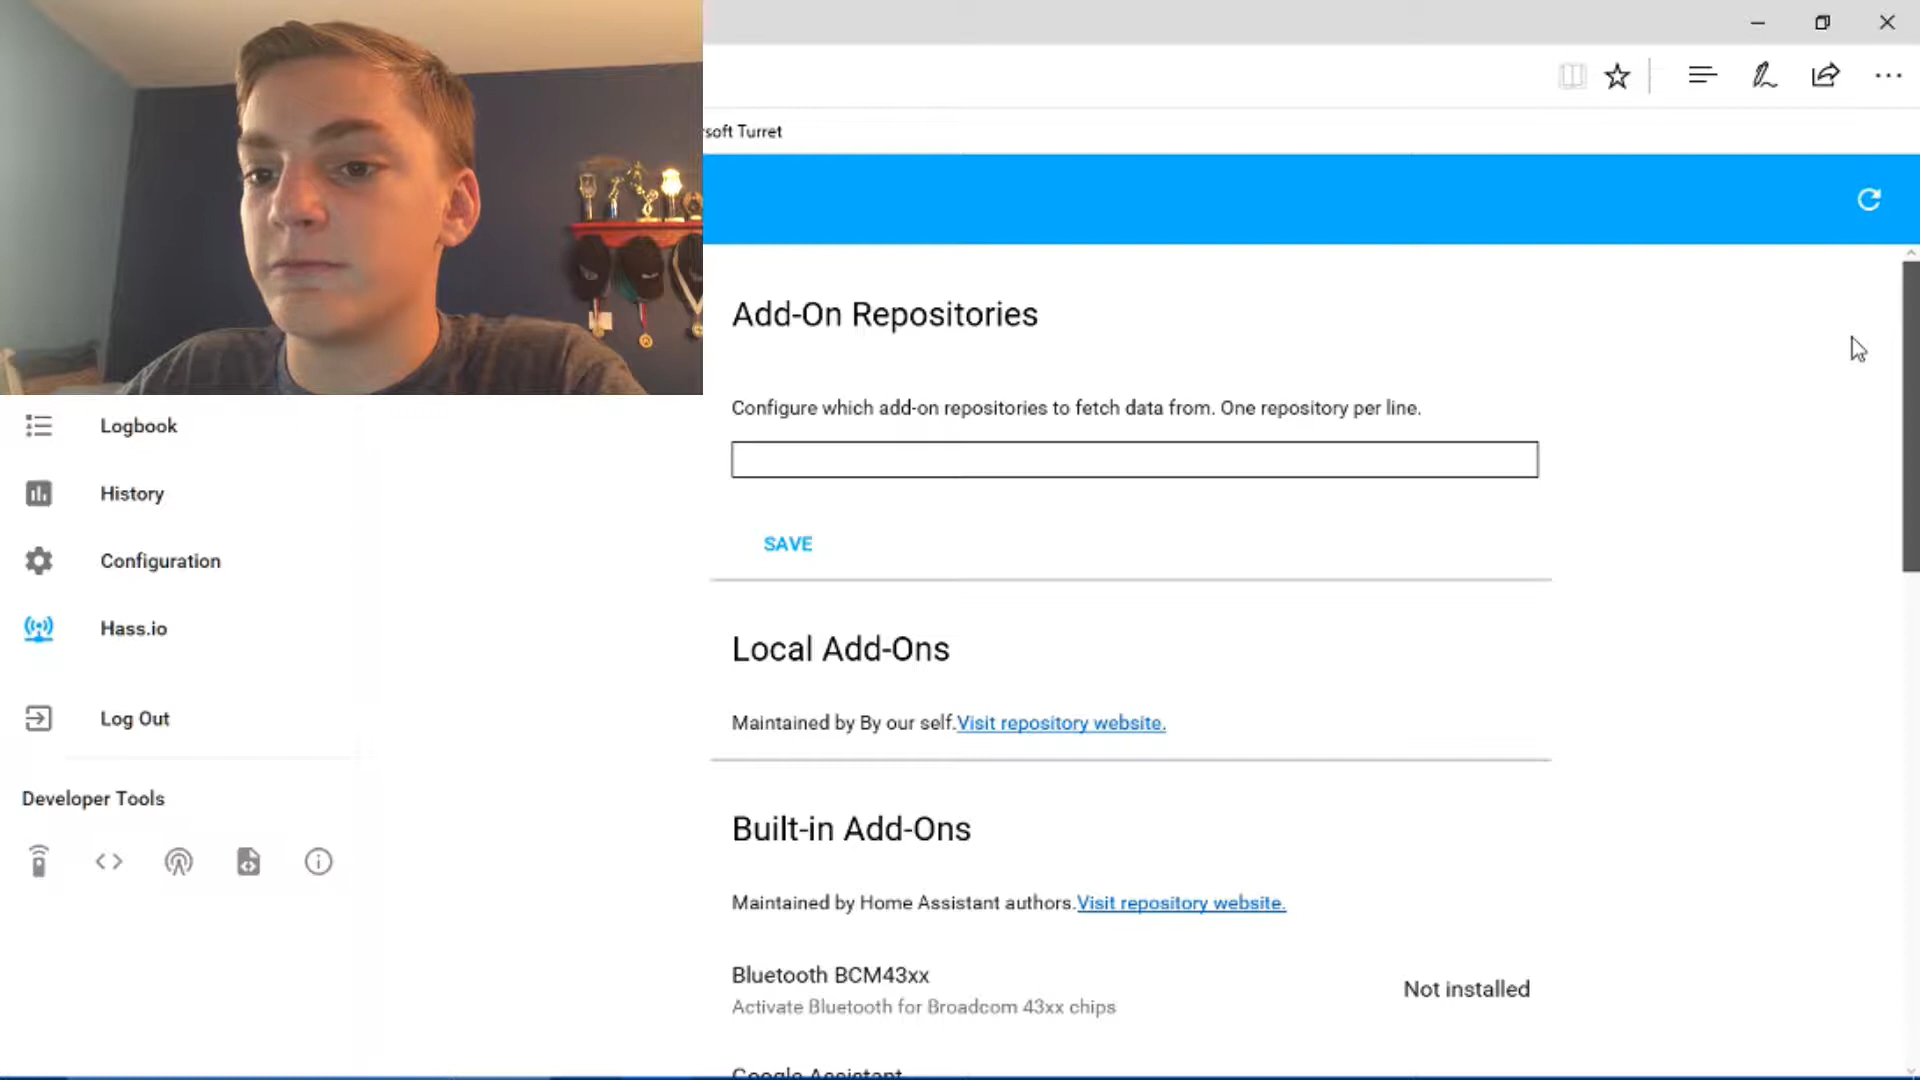 rsoft Turret
Add-On Repositories
Configure which add-on repositories to fetch data from. One repository per line.
SAVE
Logbook
History
Configuration
Hass.io
Log Out
Developer Tools
Local Add-Ons
Maintained by By our self.Visit repository website.
Built-in Add-Ons
Maintained by Home Assistant authors.Visit repository website.
Bluetooth BCM43xx
Activate Bluetooth for Broadcom 43xx chips
Not installed
Google Assistant